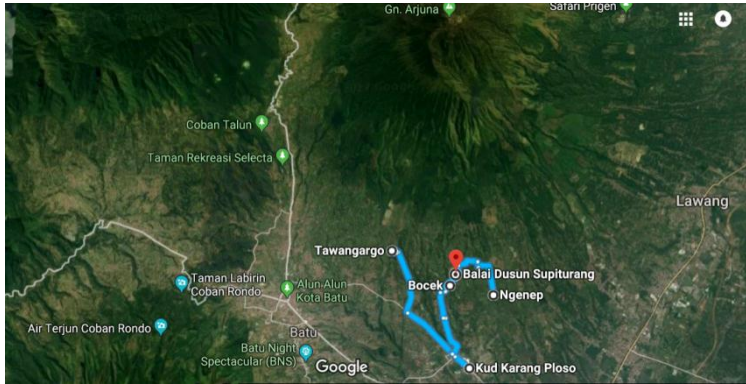 Gn. Arjuna
Safari Prigen
Coban Talun
Taman Rekreasi Selecta
Lawang
Tawangargo
Balai Dusun Supiturang
Taman Labirin
Coban Rondo
Alun-Alun
Kota Batu
Bocek
Ngenep
Air Terjun Coban Rondo
Batu
Batu Night
Spectacular (BNS)
Google
Kud Karang Ploso